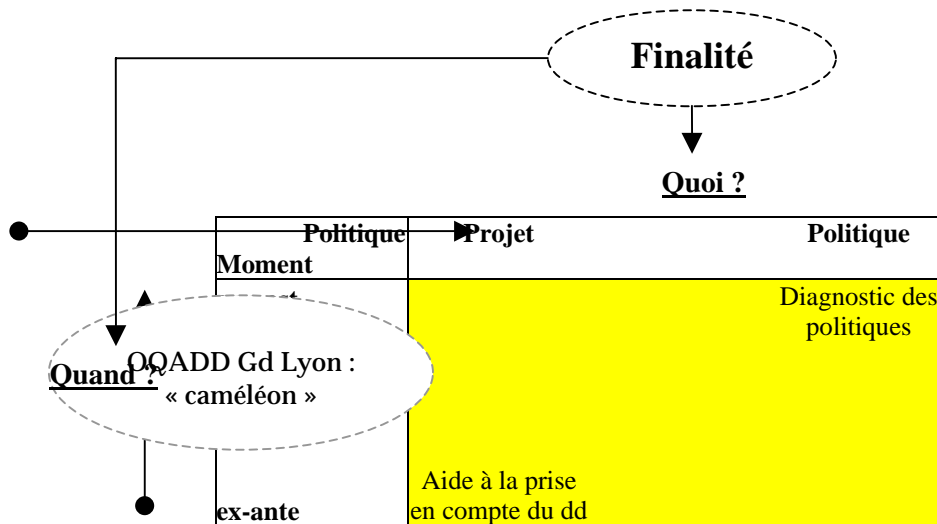 Finalité
Quoi ?
Politique Projet Politique
Moment
Diagnostic des
politiques
OQADD Gd Lyon :
Quand ?
« caméléon »
Aide à la prise
en compte du dd
ex-ante